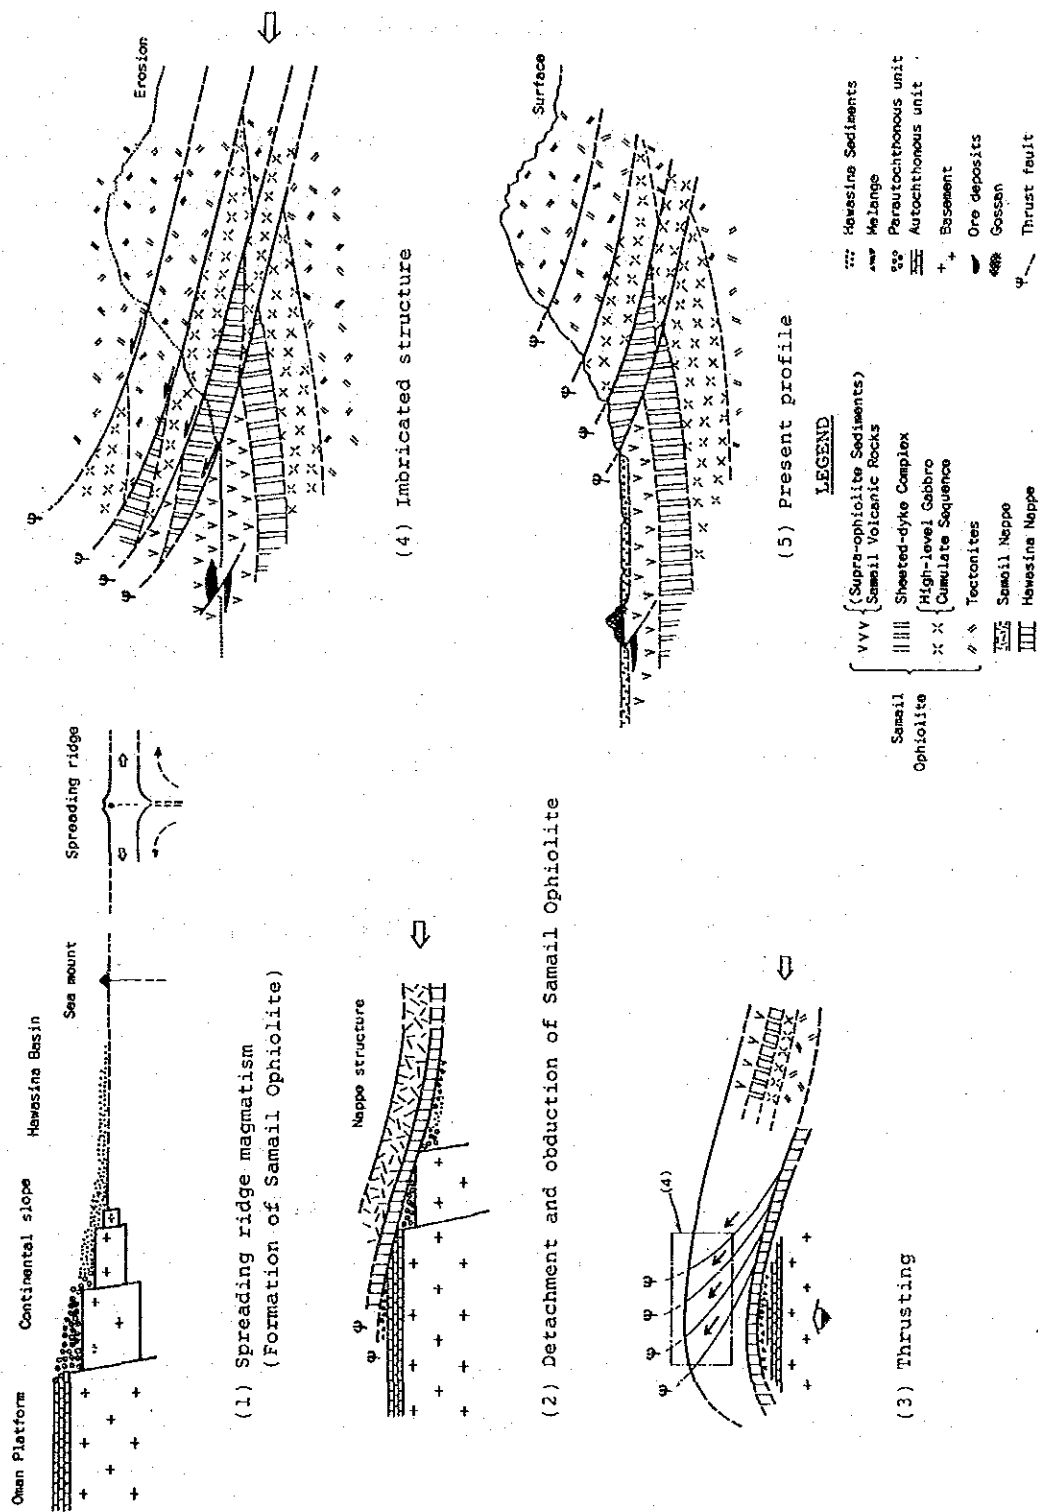 Oman Platform
Continental slope
Hawasina Basin
Sea mount
Spreading ridge
(1) Spreading ridge magmatism
(Formation of Samail Ophiolite)
Nappe structure
φ
φ
(2) Detachment and obduction of Samail Ophiolite
(4)
φ
φ
φ
φ
(3) Thrusting
Erosion
φ
φ
φ
(4) Imbricated structure
Surface
φ
φ
φ
(5) Present profile
LEGEND
Samail Ophiolite
(Supra-ophiolite Sediments)
Samail Volcanic Rocks
Sheeted-dyke Complex
High-level Gabbro
Cumulate Sequence
Tectonites
Samail Nappe
Hawasina Nappe
Hawasina Sediments
Melange
Parautochthonous unit
Autochthonous unit
Basement
Ore deposits
Gossan
φ Thrust fault